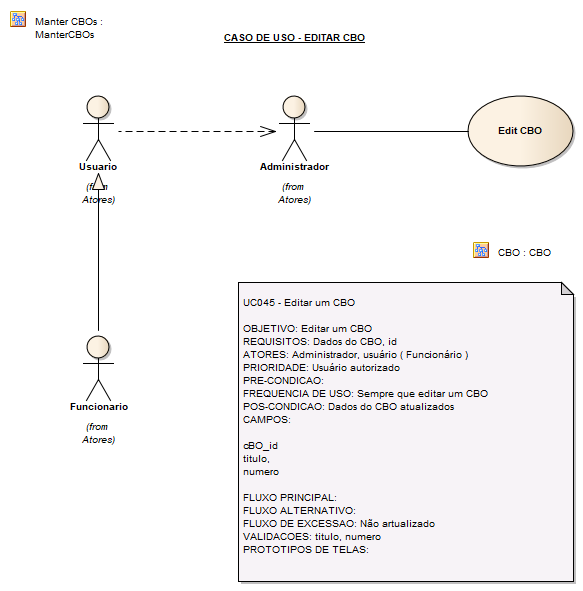 Manter CBOs :
ManterCBOs
CASO DE USO - EDITAR CBO
Edit CBO
Usuario
(from
Atores)
Administrador
(from
Atores)
CBO : CBO
Funcionario
(from
Atores)
UC045 - Editar um CBO
OBJETIVO: Editar um CBO
REQUISITOS: Dados do CBO, id
ATORES: Administrador, usuário ( Funcionário )
PRIORIDADE: Usuário autorizado
PRE-CONDICAO:
FREQUENCIA DE USO: Sempre que editar um CBO
POS-CONDICAO: Dados do CBO atualizados
CAMPOS:
cBO_id
titulo,
numero
FLUXO PRINCIPAL:
FLUXO ALTERNATIVO:
FLUXO DE EXCESSAO: Não artualizado
VALIDACOES: titulo, numero
PROTOTIPOS DE TELAS: